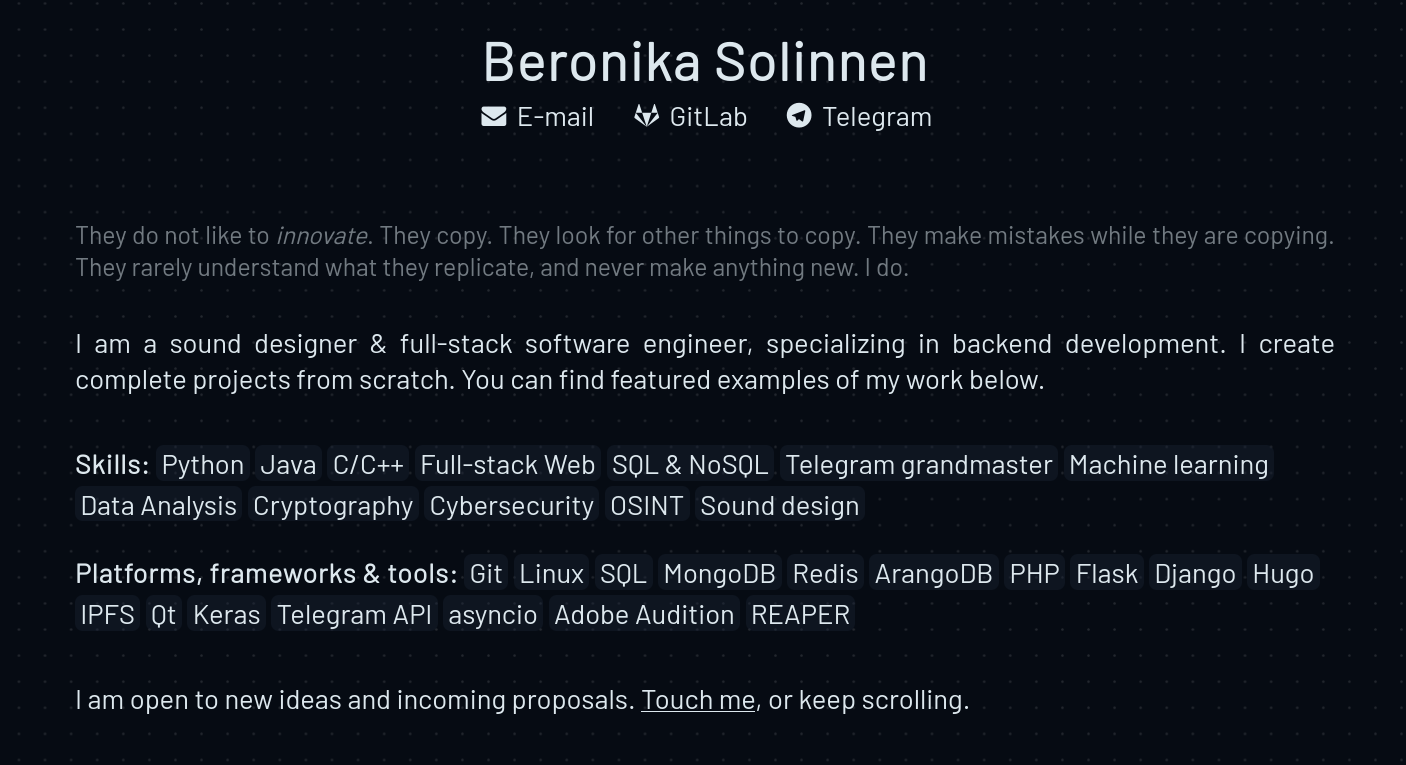 Beronika Solinnen
E-mail GitLab Telegram
They do not like to innovate. They copy. They look for other things to copy. They make mistakes while they are copying.
They rarely understand what they replicate, and never make anything new. I do.
I am a sound designer & full-stack software engineer, specializing in backend development. I create
complete projects from scratch. You can find featured examples of my work below.
Skills: Python Java C/C++ Full-stack Web SQL & NoSQL Telegram grandmaster Machine learning
Data Analysis Cryptography Cybersecurity OSINT Sound design
Platforms, frameworks & tools: Git Linux SQL MongoDB Redis ArangoDB PHP Flask Django Hugo
IPFS Qt Keras Telegram API asyncio Adobe Audition REAPER
I am open to new ideas and incoming proposals. Touch me, or keep scrolling.